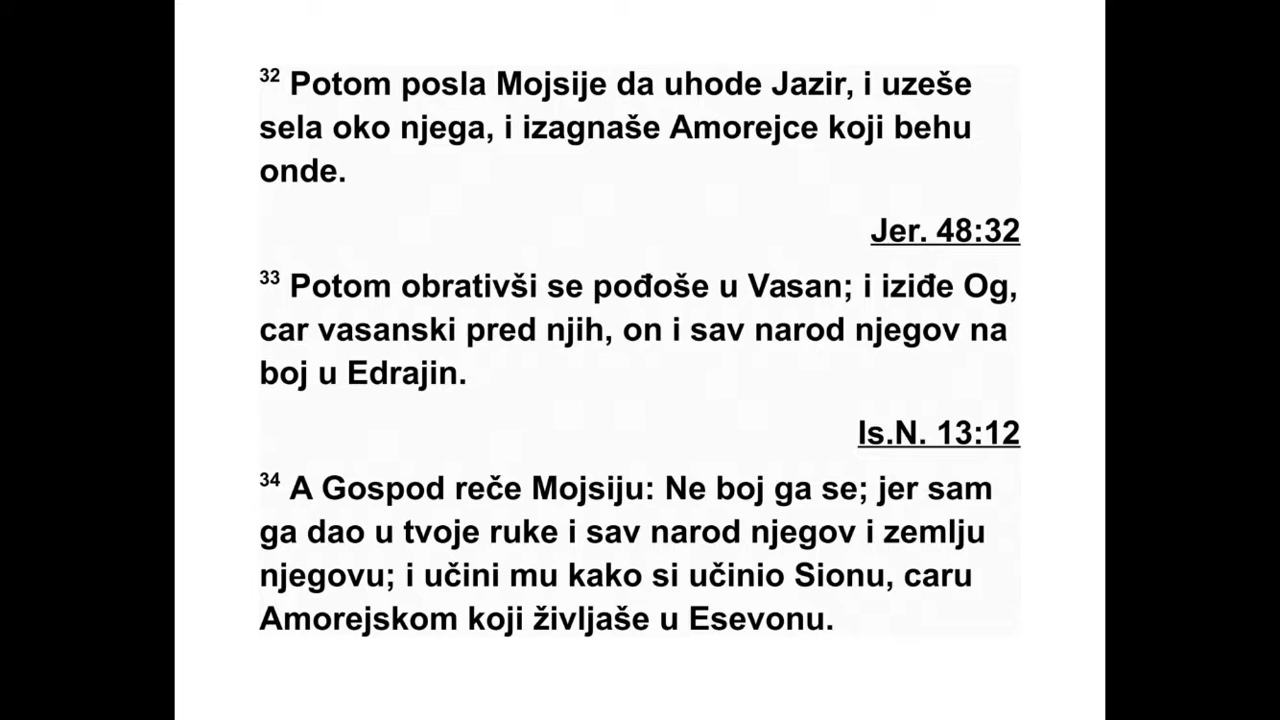 32 Potom posla Mojsije da uhode Jazir, i uzeše
sela oko njega, i izagnaše Amorejce koji behu
onde.
Jer. 48:32
33 Potom obrativši se pođoše u Vasan; i iziđe Og,
car vasanski pred njih, on i sav narod njegov na
boj u Edrajin.
Is.N. 13:12
34 A Gospod reče Mojsiju: Ne boj ga se; jer sam
ga dao u tvoje ruke i sav narod njegov i zemlju
njegovu; i učini mu kako si učinio Sionu, caru
Amorejskom koji življaše u Esevonu.